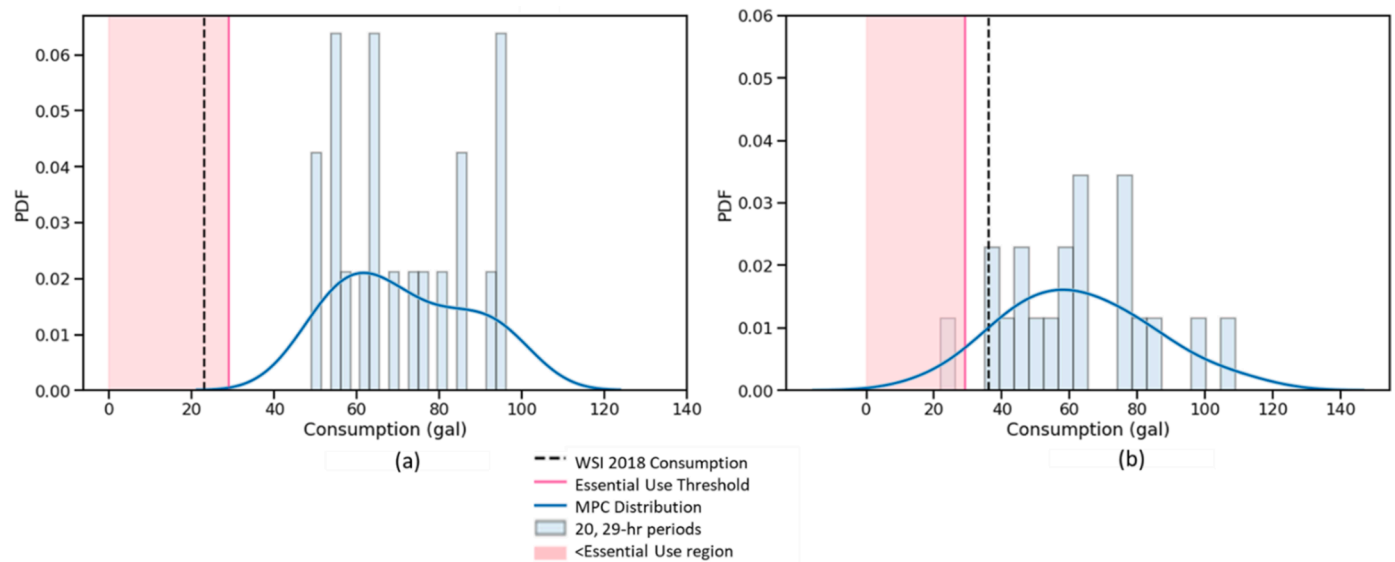 0.06
0.05
0.04
0.03
0.02
0.01
0.00
PDF
0 20 40 60 80 100 120 140
Consumption (gal)
(a)
0.06
0.05
0.04
0.03
0.02
0.01
0.00
PDF
0 20 40 60 80 100 120 140
Consumption (gal)
(b)
WSI 2018 Consumption
Essential Use Threshold
MPC Distribution
20, 29-hr periods
<Essential Use region